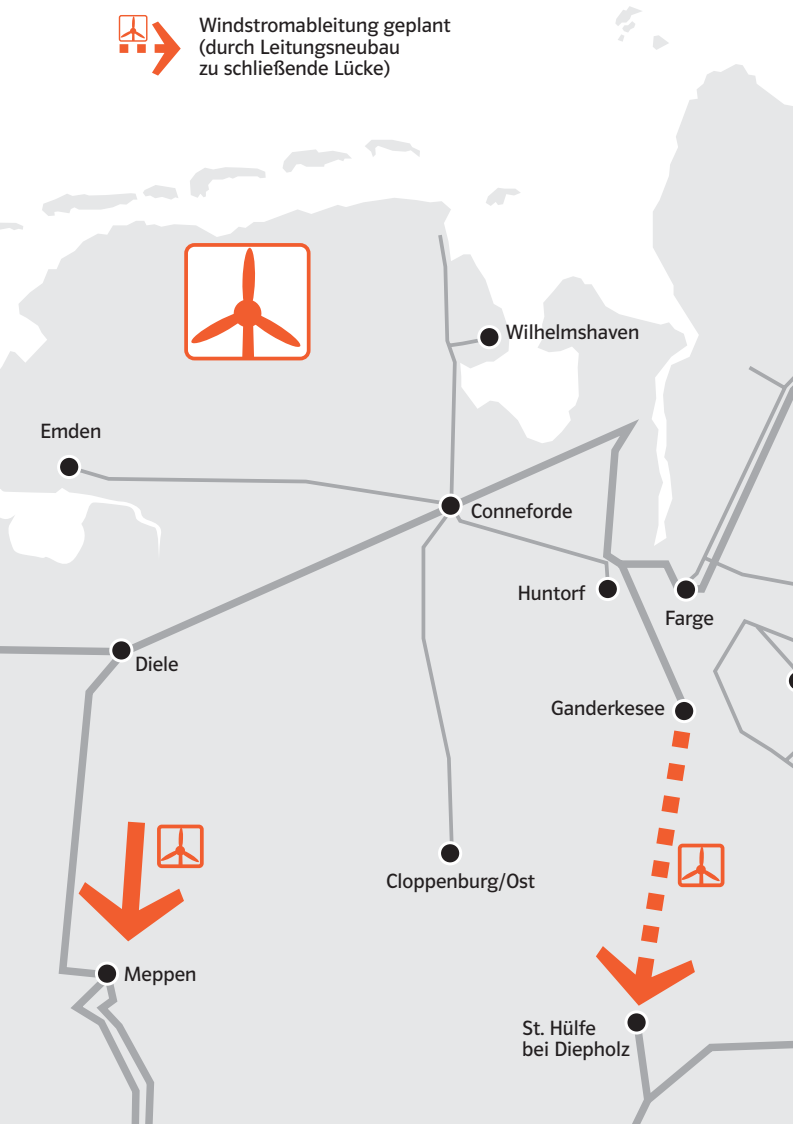 Windstromableitung geplant
(durch Leitungsneubau
zu schließende Lücke)
Wilhelmshaven
Emden
Conneforde
Huntorf
Farge
Diele
Ganderkesee
Cloppenburg/Ost
Meppen
St. Hülfe
bei Diepholz